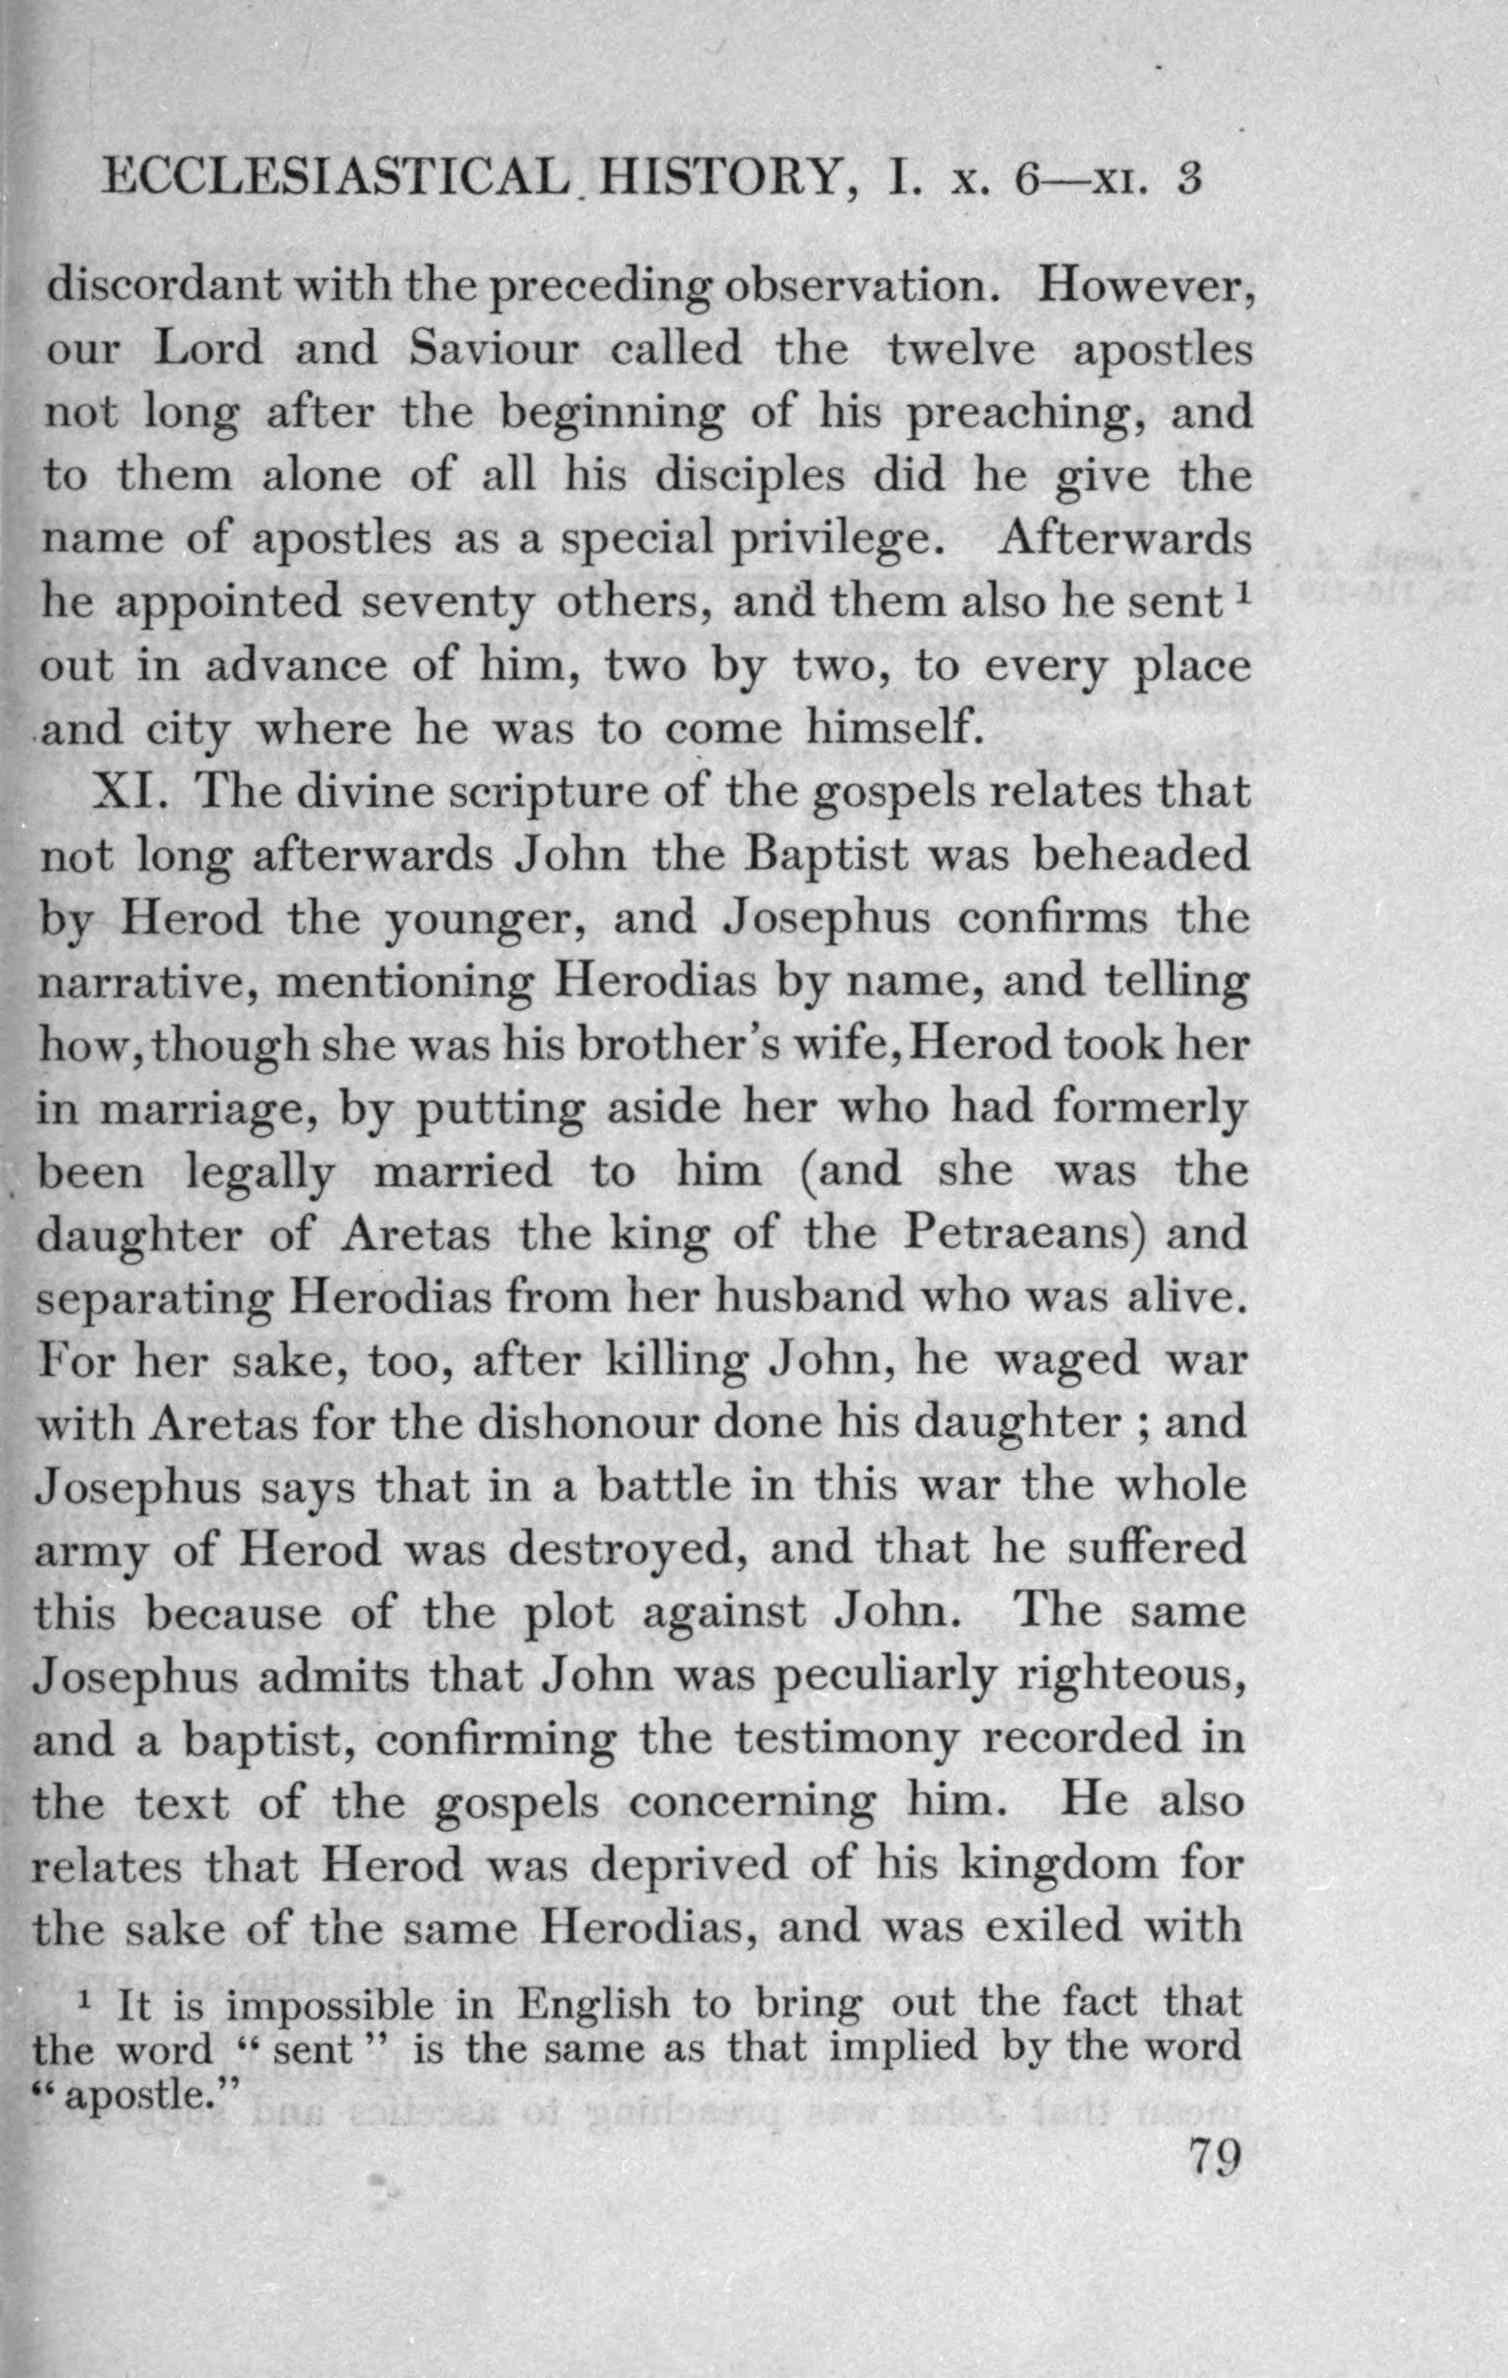 ECCLESIASTICAL HISTORY, I. x. 6—xi. 3
discordant with the preceding observation. However,
our Lord and Saviour called the twelve apostles
not long after the beginning of his preaching, and
to them alone of all his disciples did he give the
name of apostles as a special privilege. Afterwards
he appointed seventy others, and them also he sent ¹
out in advance of him, two by two, to every place
and city where he was to come himself.
XI. The divine scripture of the gospels relates that
not long afterwards John the Baptist was beheaded
by Herod the younger, and Josephus confirms the
narrative, mentioning Herodias by name, and telling
how, though she was his brother's wife, Herod took her
in marriage, by putting aside her who had formerly
been legally married to him (and she was the
daughter of Aretas the king of the Petraeans) and
separating Herodias from her husband who was alive.
For her sake, too, after killing John, he waged war
with Aretas for the dishonour done his daughter ; and
Josephus says that in a battle in this war the whole
army of Herod was destroyed, and that he suffered
this because of the plot against John. The same
Josephus admits that John was peculiarly righteous,
and a baptist, confirming the testimony recorded in
the text of the gospels concerning him. He also
relates that Herod was deprived of his kingdom for
the sake of the same Herodias, and was exiled with
¹ It is impossible in English to bring out the fact that
the word “ sent ” is the same as that implied by the word
“ apostle.”
79